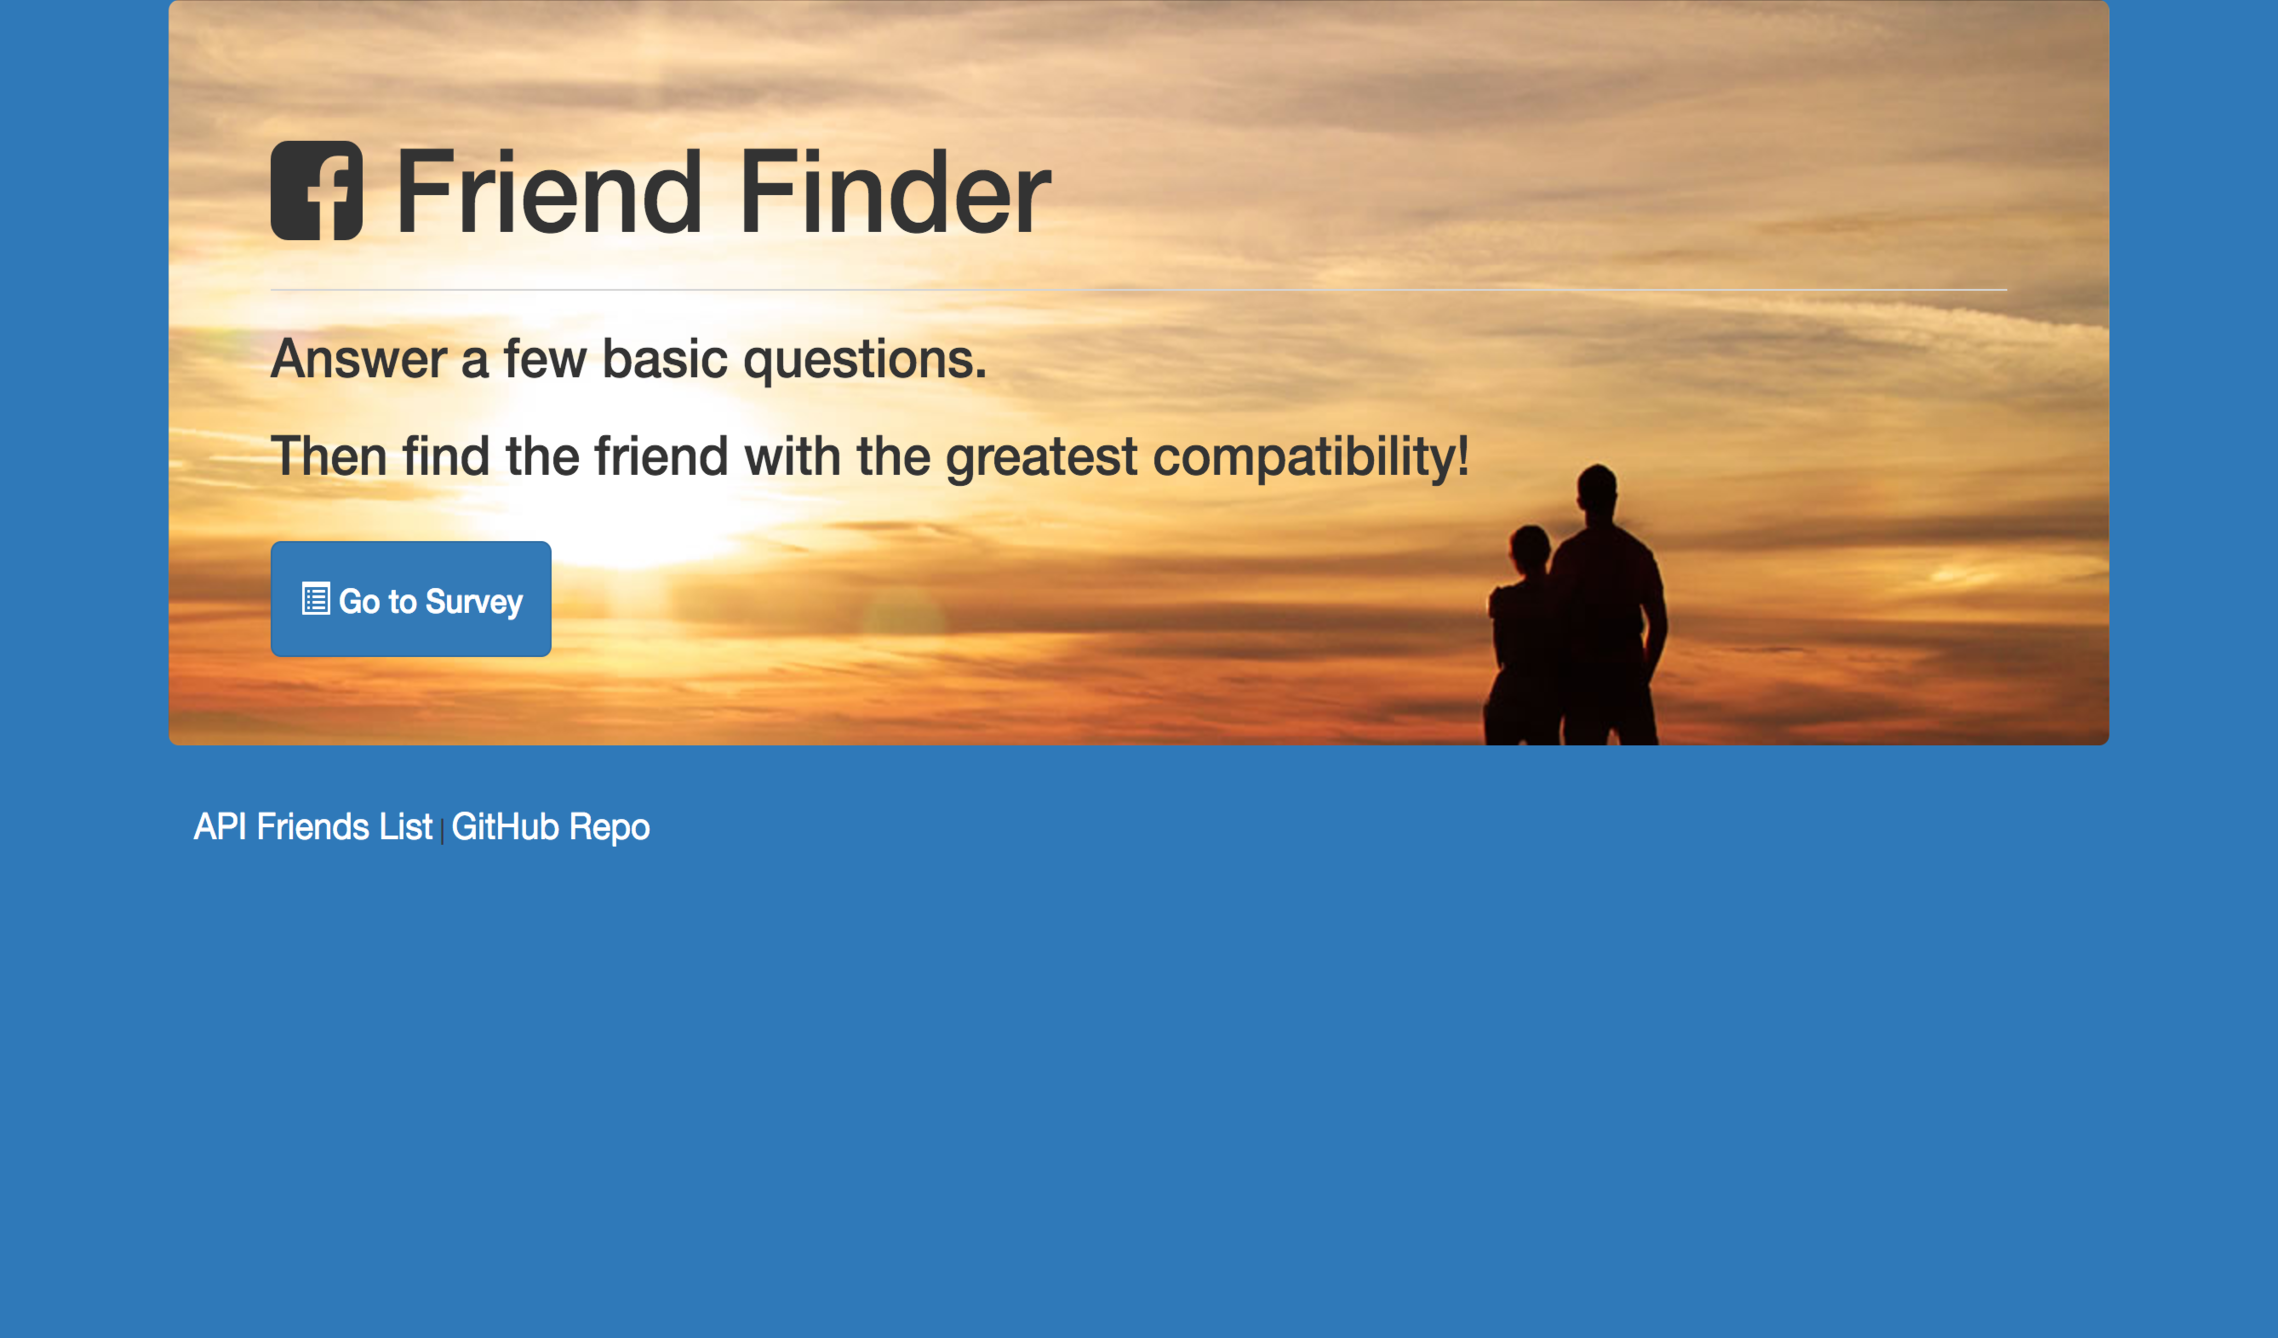 Friend Finder
Answer a few basic questions.
Then find the friend with the greatest compatibility!
Go to Survey
API Friends List | GitHub Repo